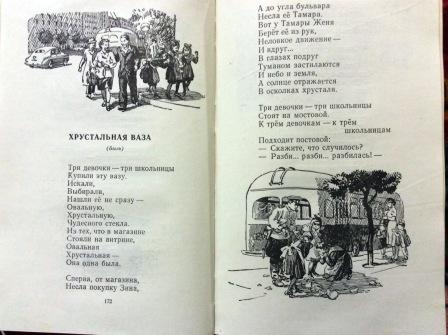 ХРУСТАЛЬНАЯ ВАЗА
(Быль)
Три девочки — три школьницы
Купили эту вазу.
Искали,
Выбирали,
Нашли её не сразу —
Овальную,
Хрустальную,
Чудесного стекла.
Из тех, что в магазине
Стояли на витрине,
Овальная
Хрустальная —
Она одна была.
Сперва, от магазина,
Несла покупку Зина,
172
А до угла бульвара
Несла её Тамара.
Вот у Тамары Женя
Берёт её из рук,
Неловкое движение —
И вдруг...
В глазах подруг
Туманом застилаются
И небо и земля,
А солнце отражается
В осколках хрусталя.
Три девочки — три школьницы
Стоят на мостовой.
К трём девочкам — к трём
школьницам
Подходит постовой:
— Скажите, что случилось?
— Разби... разби... разбилась! —